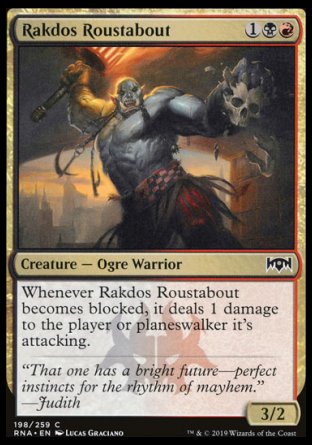 Rakdos Roustabout 1
Creature — Ogre Warrior
Whenever Rakdos Roustabout
becomes blocked, it deals 1 damage
to the player or planeswalker it's
attacking.
"That one has a bright future—perfect
instincts for the rhythm of mayhem."
—Judith
3/2
198/259 C
RNA • EN LUCAS GRACIANO ™ & © 2019 Wizards of the Coast